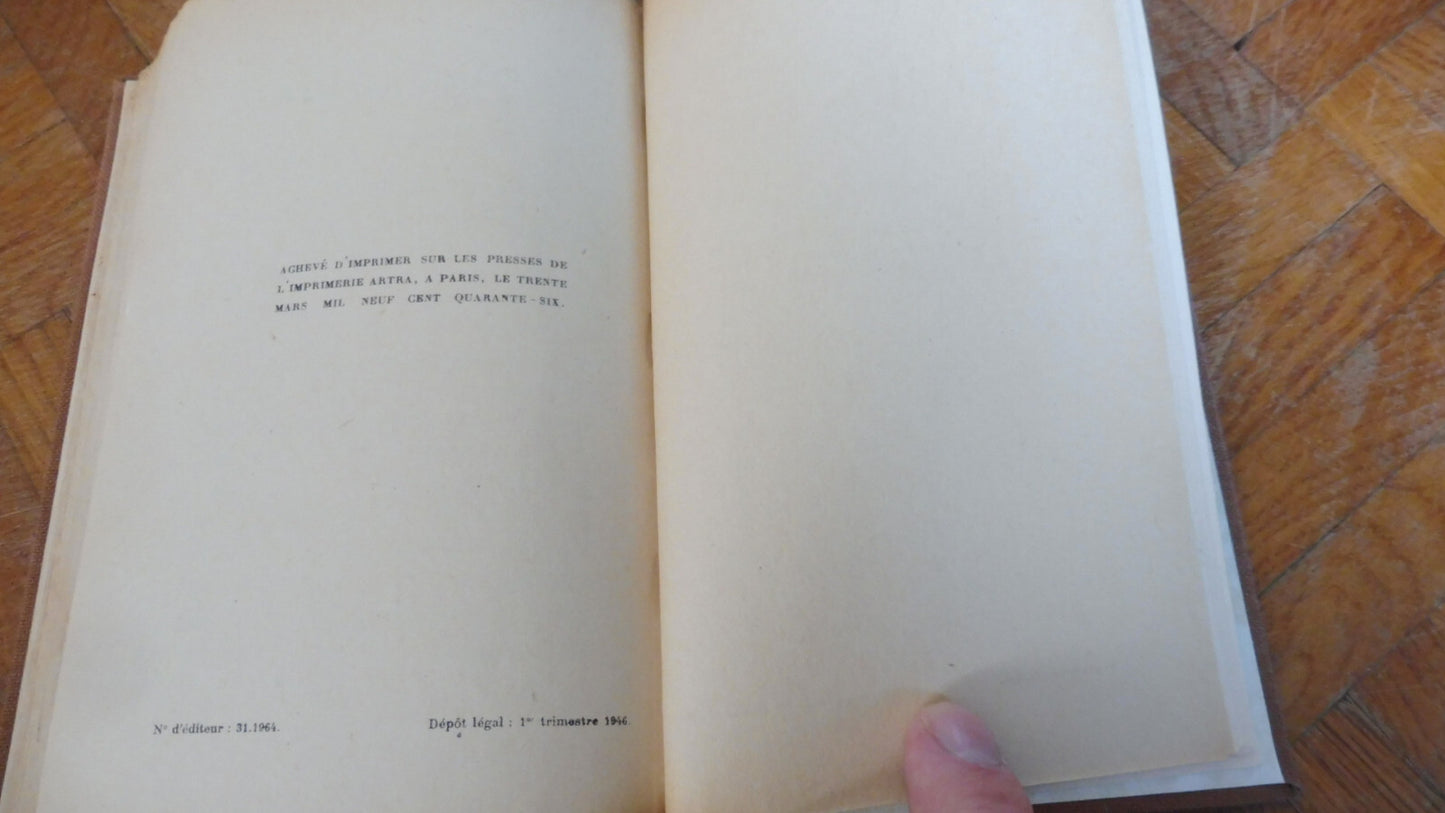 ACHEVÉ D'IMPRIMER SUR LES PRESSES DE
L'IMPRIMERIE ARTRA, A PARIS, LE TRENTE
MARS MIL NEUF CENT QUARANTE-SIX.
N° d'éditeur : 31.1964. Dépôt légal : 1er trimestre 1946.